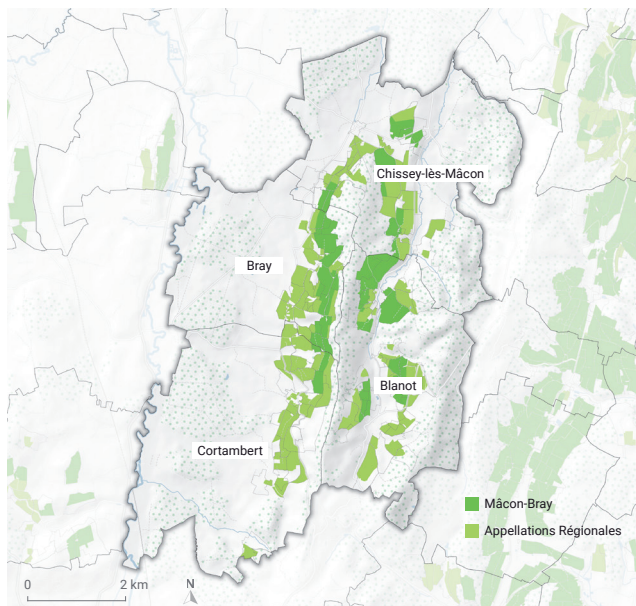 Chissey-lès-Mâcon
Bray
Blanot
Cortambert
Mâcon-Bray
Appellations Régionales
0 2 km
N